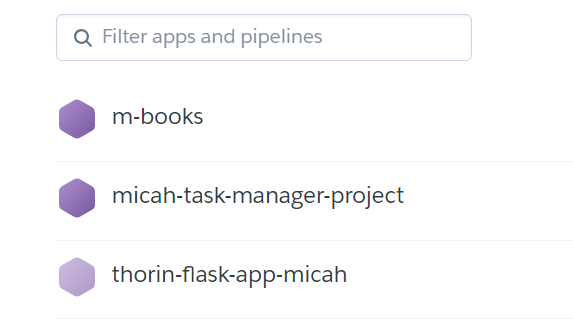 Filter apps and pipelines
m-books
micah-task-manager-project
thorin-flask-app-micah